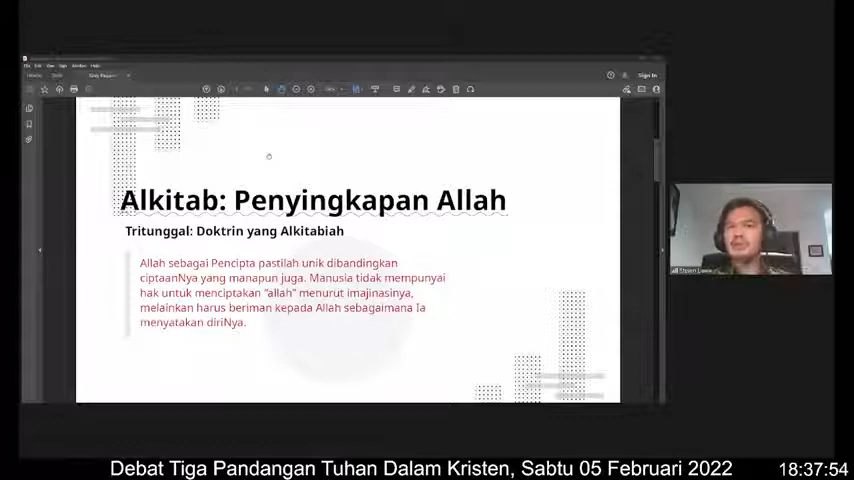 Sign In
Alkitab: Penyingkapan Allah
Tritunggal: Doktrin yang Alkitabiah
Allah sebagai Pencipta pastilah unik dibandingkan
ciptaanNya yang manapun juga. Manusia tidak mempunyai
hak untuk menciptakan "allah" menurut imajinasinya,
melainkan harus beriman kepada Allah sebagaimana Ia
menyatakan diriNya.
Debat Tiga Pandangan Tuhan Dalam Kristen, Sabtu 05 Februari 2022
18:37:54